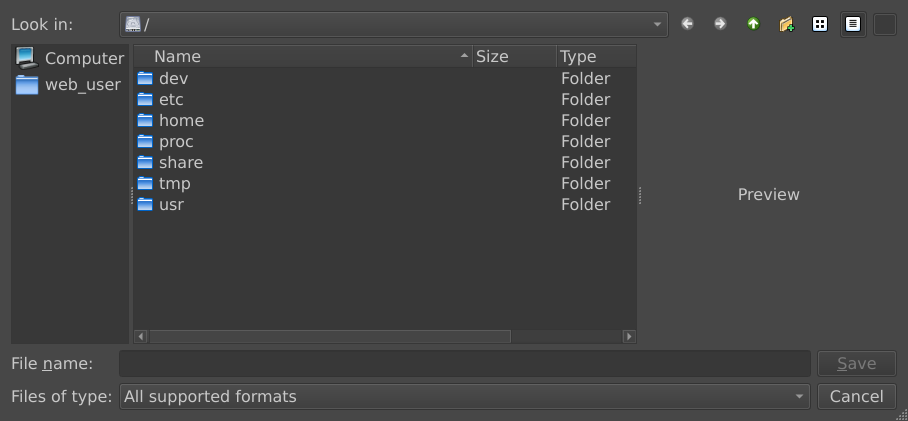 Look in: /
Computer
web_user
Name Size Type
dev Folder
etc Folder
home Folder
proc Folder
share Folder
tmp Folder
usr Folder
Preview
File name: Save
Files of type: All supported formats Cancel